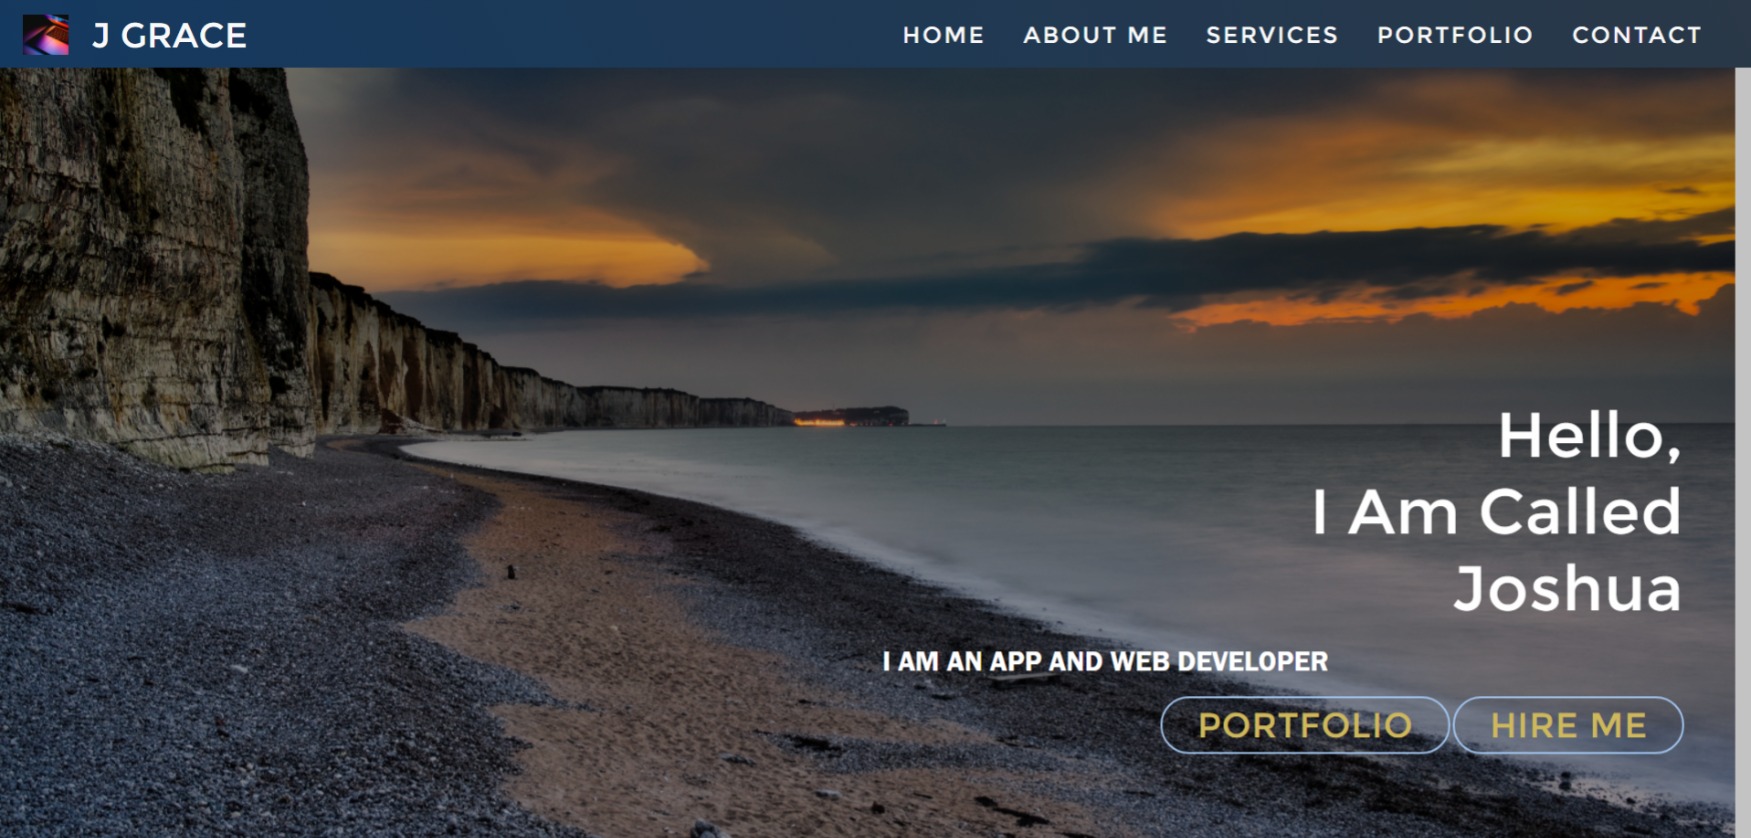 J GRACE
HOME ABOUT ME SERVICES PORTFOLIO CONTACT
Hello,
I Am Called
Joshua
I AM AN APP AND WEB DEVELOPER
PORTFOLIO HIRE ME